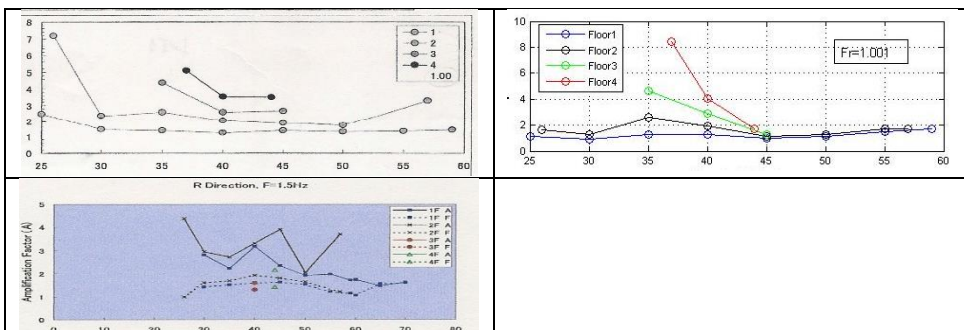 8
7
6
5
4
3
2
1
0
25 30 35 40 45 50 55 60
1
2
3
4
1.00
10
8
6
4
2
0
25 30 35 40 45 50 55 60
Floor1
Floor2
Floor3
Floor4
Fr=1.001
R Direction, F=1.5Hz
Amplification Factor (A)
5
4
3
2
1
0
0 10 20 30 40 50 60 70 80
1F A
1F F
2F A
2F F
3F A
3F F
4F A
4F F